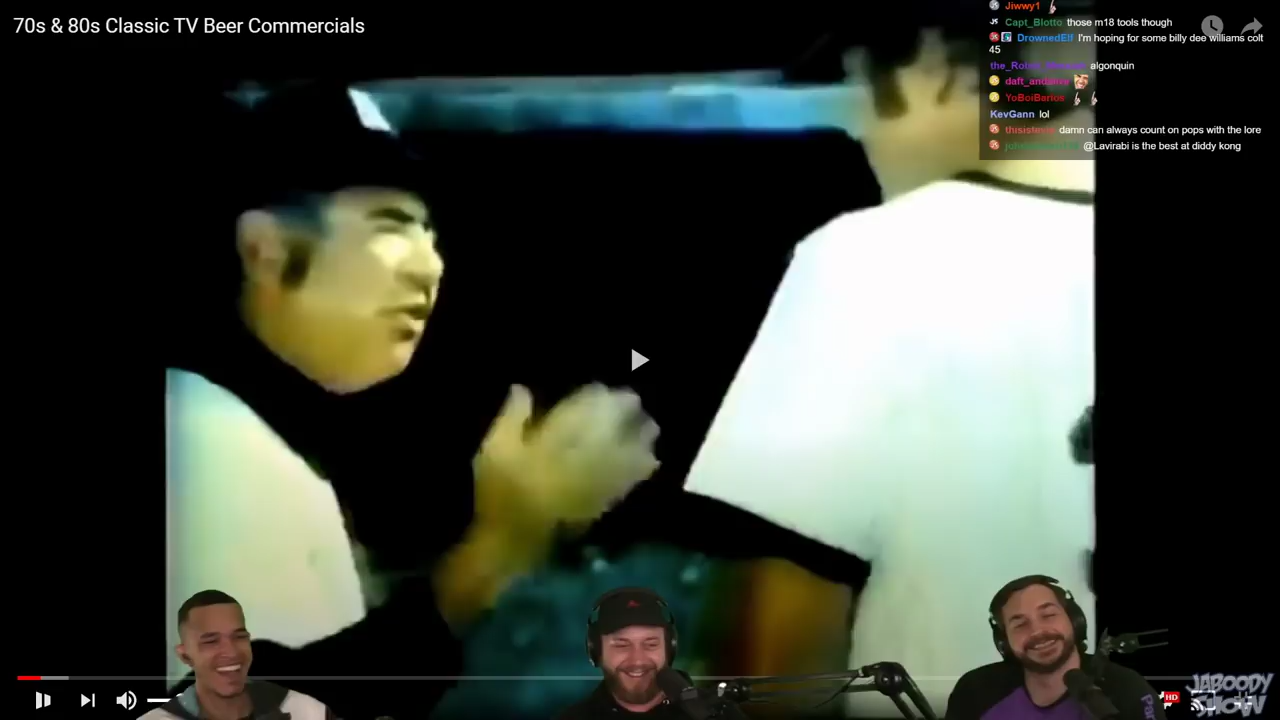 70s & 80s Classic TV Beer Commercials
Jiwwy1
Capt_Blotto those m18 tools though
DrownedElf I'm hoping for some billy dee williams colt
45
algonquin
YoBoiBarios
KevGann lol
damn can always count on pops with the lore
@Lavirabi is the best at diddy kong
HD
JABOODY
SHOW